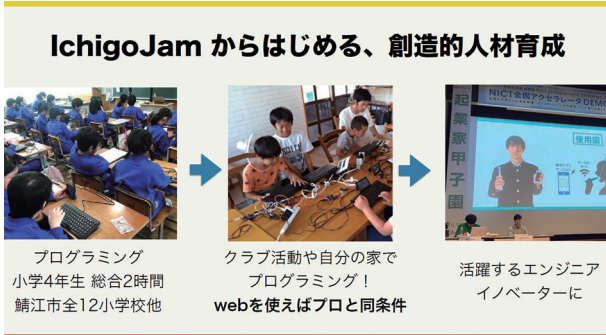 IchigoJam からはじめる、創造的人材育成
起業家甲子園
NICT全国アクセラレータ DEMO
使用図
プログラミング
小学4年生 総合2時間
鯖江市全12小学校他
クラブ活動や自分の家で
プログラミング！
webを使えばプロと同条件
活躍するエンジニア
イノベーターに